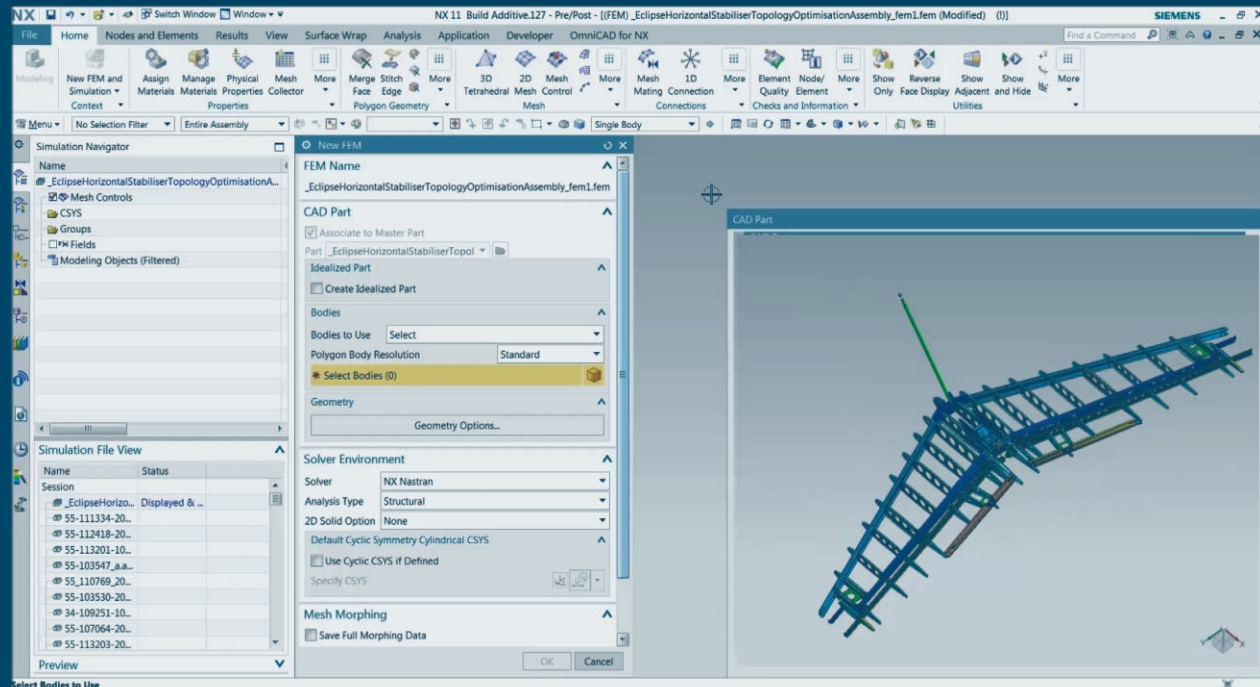 NX Switch Window Window NX 11 Build Additive.127 - Pre/Post - [(FEM) _EclipseHorizontalStabiliserTopologyOptimisationAssembly_fem1.fem (Modified) (!)] SIEMENS
File Home Nodes and Elements Results View Surface Wrap Analysis Application Developer OmniCAD for NX Find a Command
Modeling New FEM and Simulation Assign Materials Manage Materials Physical Properties Mesh Collector More Merge Face Stitch Edge More 3D Tetrahedral 2D Mesh Mesh Control More Mesh Mating 1D Connection More Element Quality Node/ Element More Show Only Reverse Face Display Show Adjacent Show and Hide More
Context Properties Polygon Geometry Mesh Connections Checks and Information Utilities
Menu No Selection Filter Entire Assembly Single Body
Simulation Navigator
Name
_EclipseHorizontalStabiliserTopologyOptimisationA...
Mesh Controls
CSYS
Groups
Fields
Modeling Objects (Filtered)
Simulation File View
Name Status
Session
_EclipseHorizo... Displayed & ...
55-111334-20...
55-112418-20...
55-113201-10...
55-103547_a.a...
55_110769_20...
55-103530-20...
34-109251-10...
55-107064-20...
55-113203-20...
Preview
Select Bodies to Use
New FEM
FEM Name
_EclipseHorizontalStabiliserTopologyOptimisationAssembly_fem1.fem
CAD Part
Associate to Master Part
Part _EclipseHorizontalStabiliserTopol
Idealized Part
Create Idealized Part
Bodies
Bodies to Use Select
Polygon Body Resolution Standard
* Select Bodies (0)
Geometry
Geometry Options...
Solver Environment
Solver NX Nastran
Analysis Type Structural
2D Solid Option None
Default Cyclic Symmetry Cylindrical CSYS
Use Cyclic CSYS if Defined
Specify CSYS
Mesh Morphing
Save Full Morphing Data
OK Cancel
CAD Part